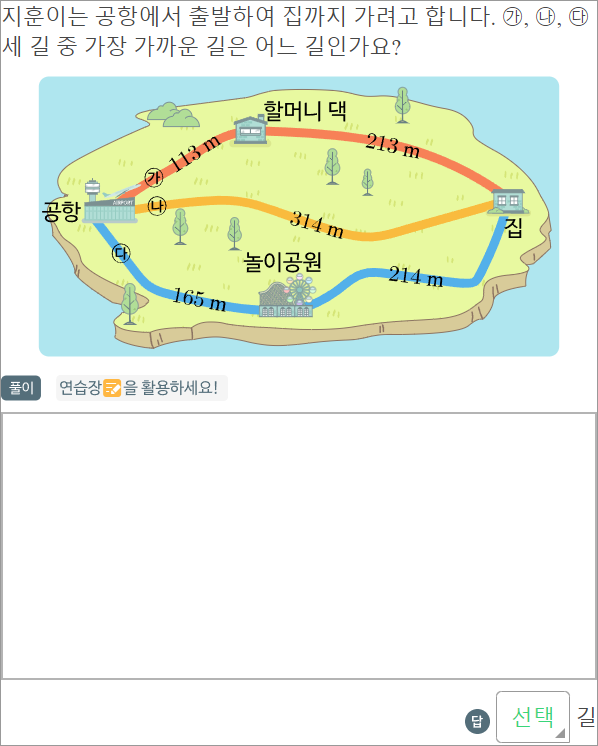 지훈이는 공항에서 출발하여 집까지 가려고 합니다. ㉮, ㉯, ㉰
세 길 중 가장 가까운 길은 어느 길인가요?
할머니 댁
113 m
213 m
㉮
AIRPORT
㉯
공항
314 m
집
㉰
놀이공원
165 m
214 m
풀이
연습장을 활용하세요!
답 선택 길